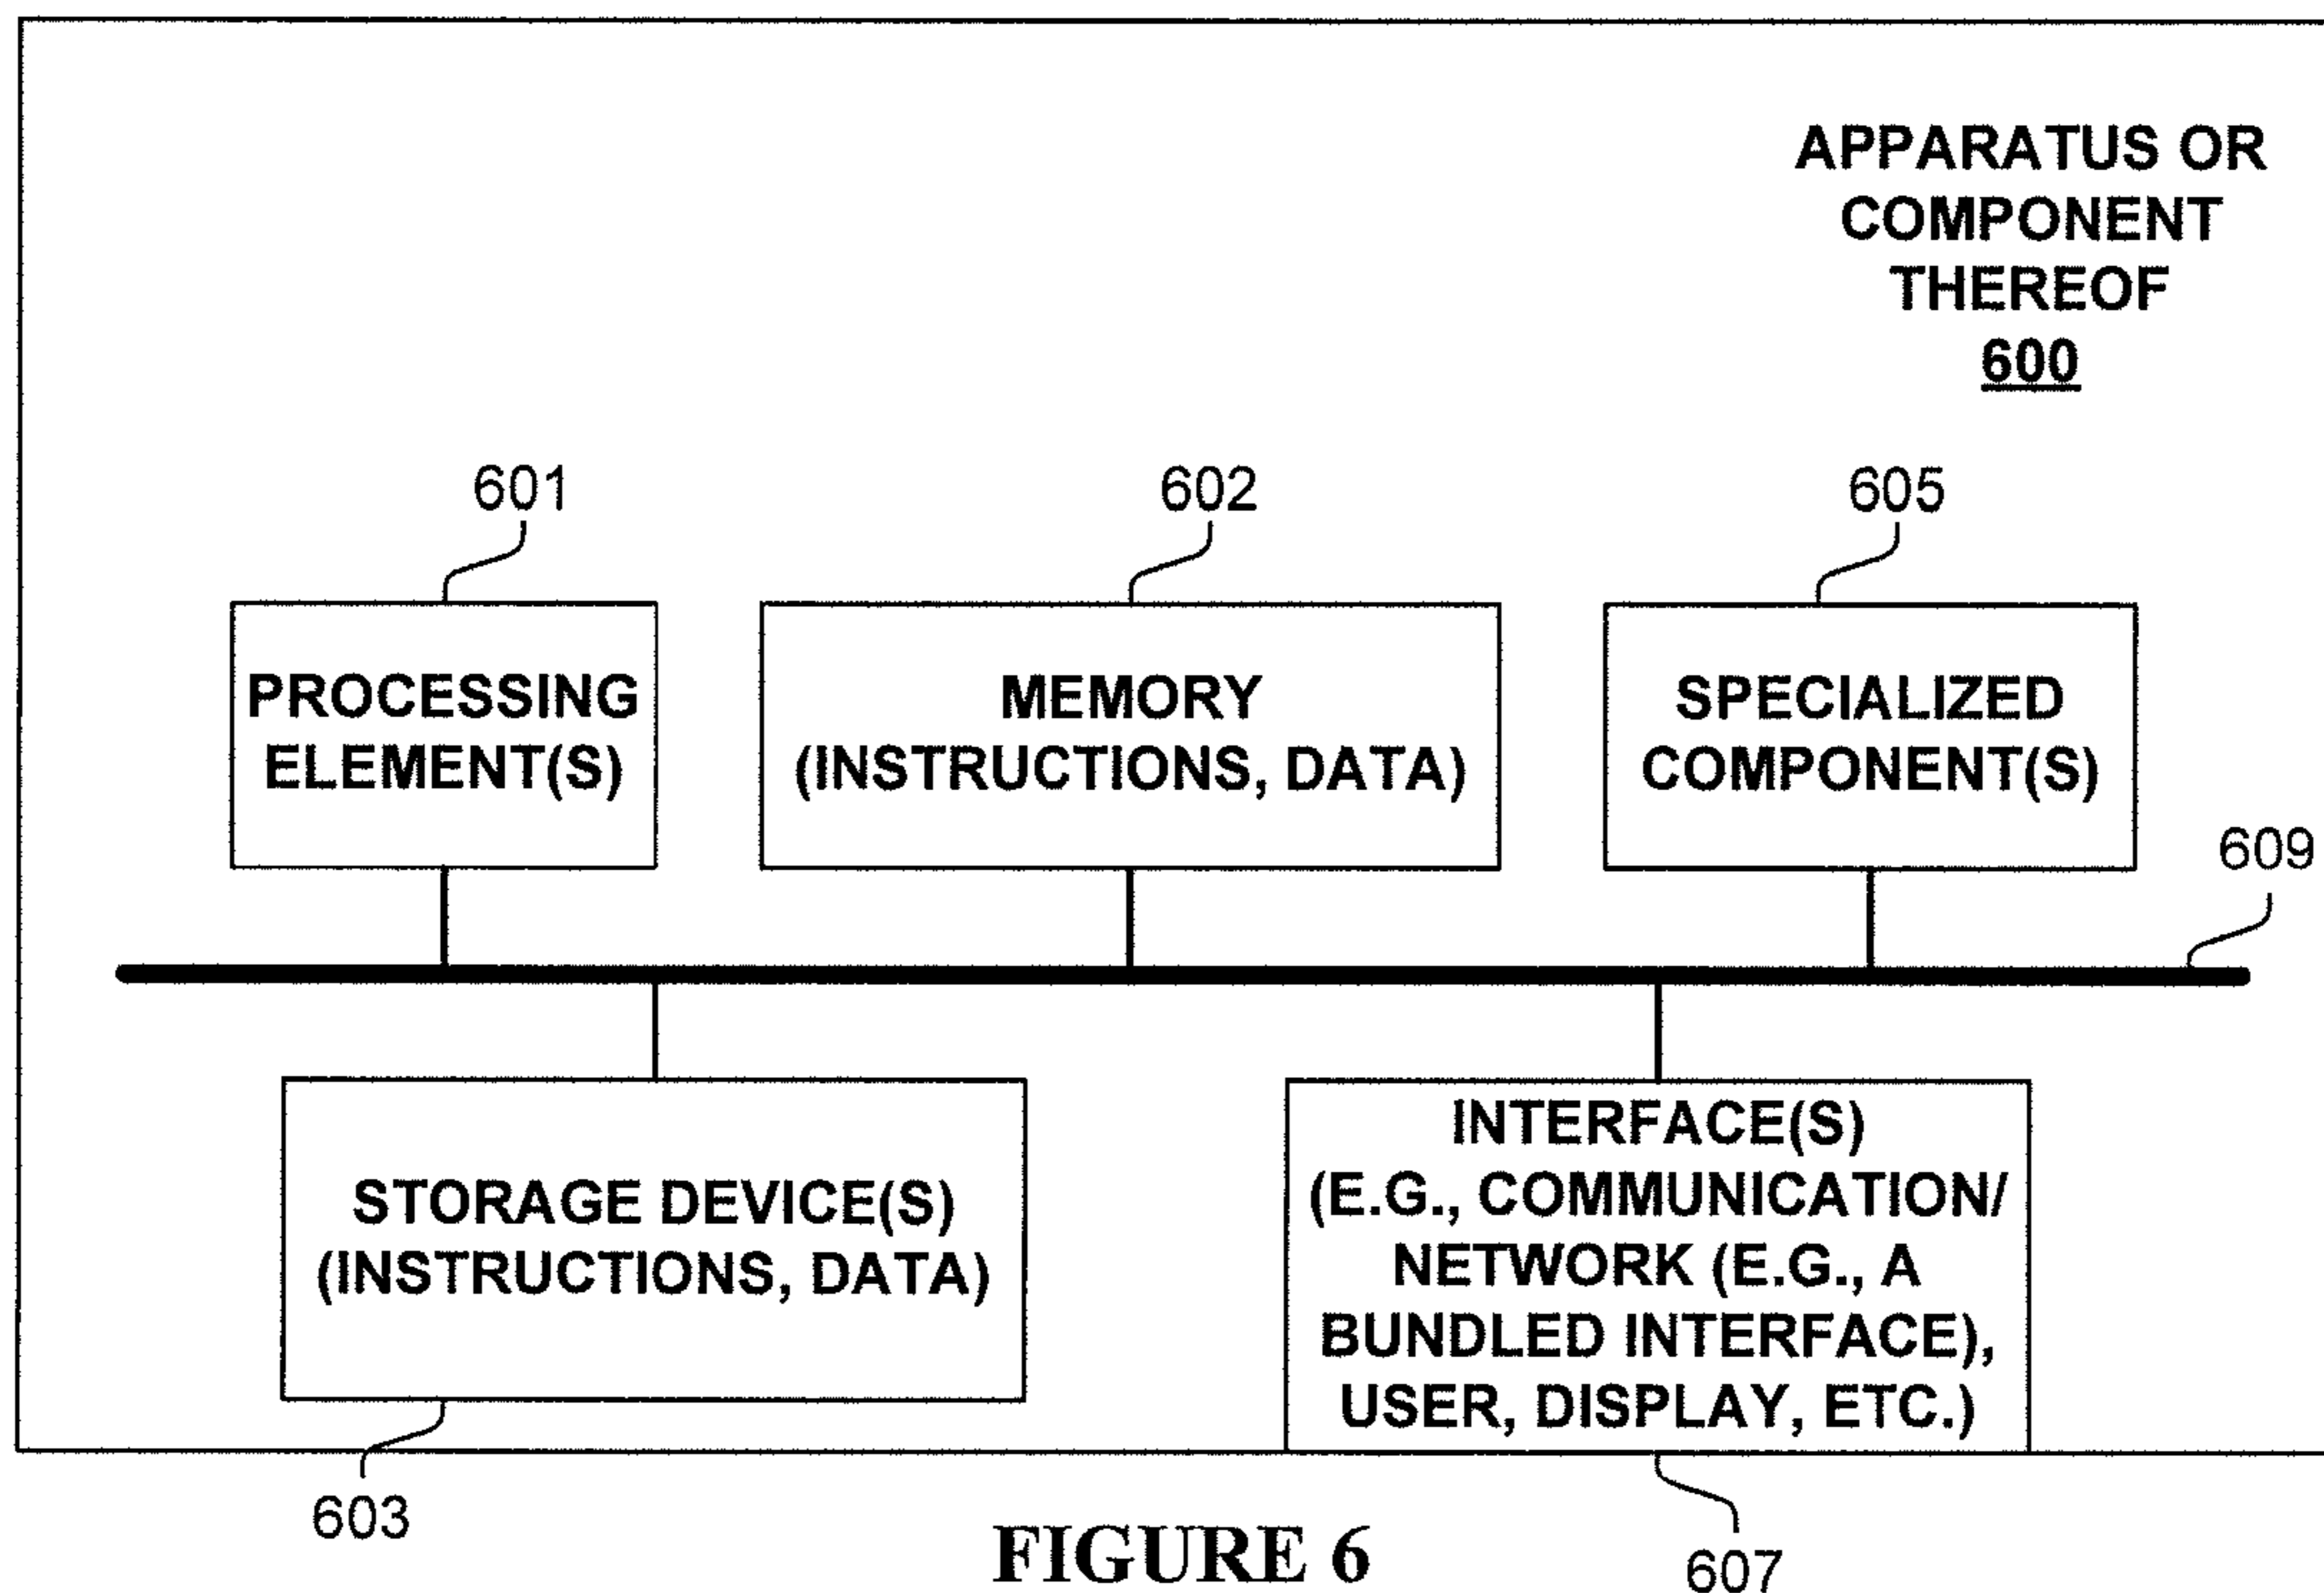 APPARATUS OR
COMPONENT
THEREOF
600
601
602
605
PROCESSING
ELEMENT(S)
MEMORY
(INSTRUCTIONS, DATA)
SPECIALIZED
COMPONENT(S)
609
STORAGE DEVICE(S)
(INSTRUCTIONS, DATA)
INTERFACE(S)
(E.G., COMMUNICATION/
NETWORK (E.G., A
BUNDLED INTERFACE),
USER, DISPLAY, ETC.)
603
607
FIGURE 6